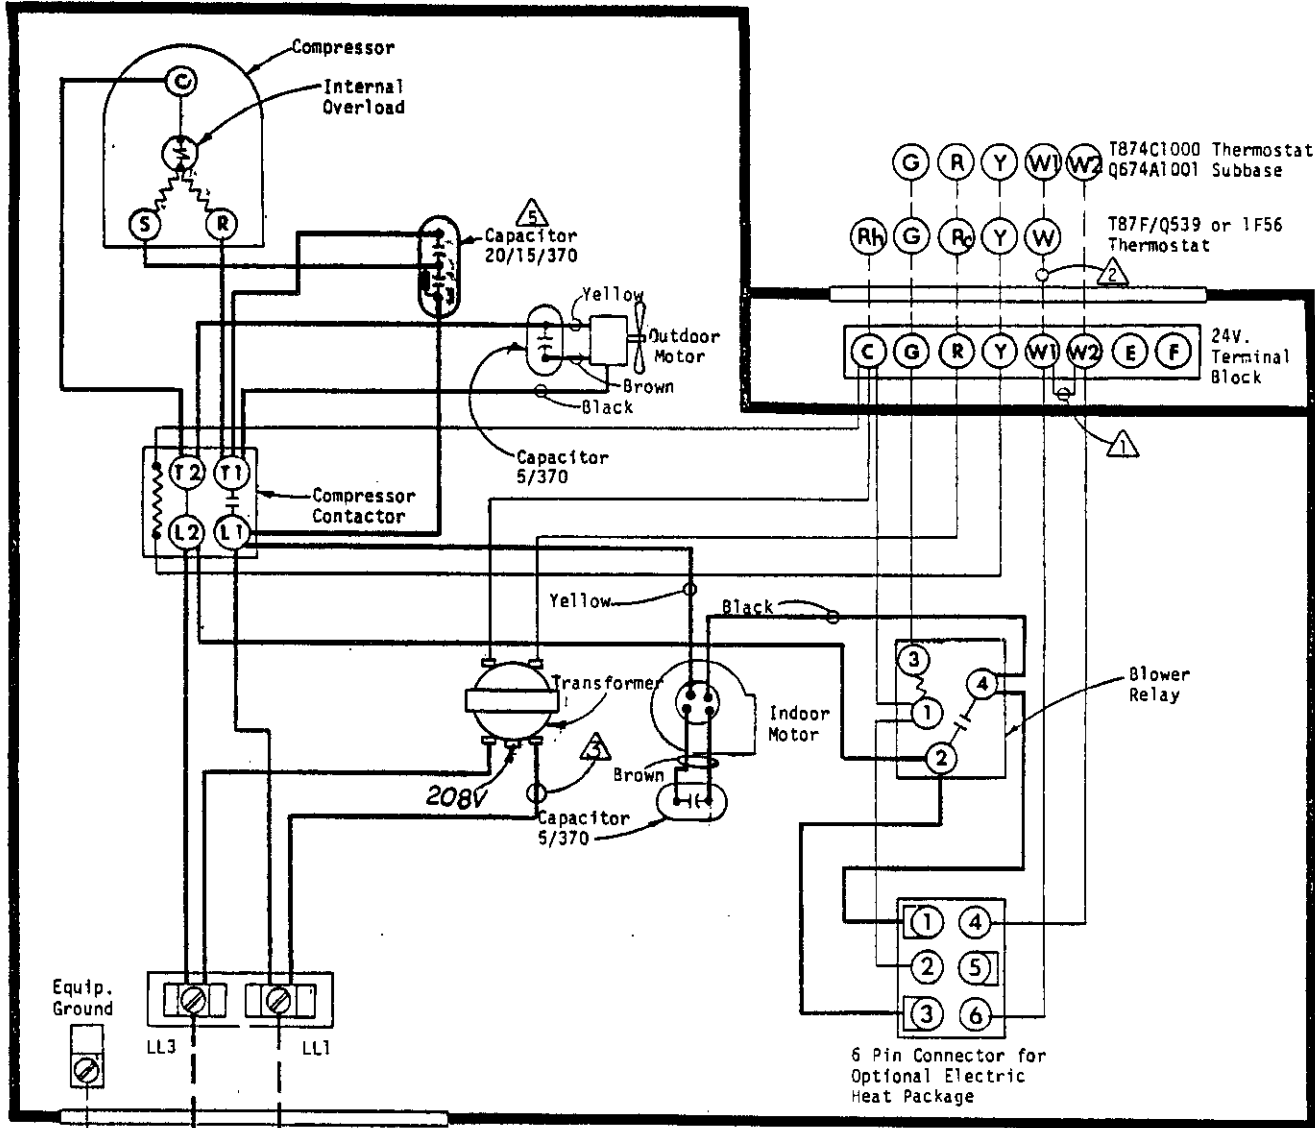 Compressor
C
Internal
Overload
S
R
5
Capacitor
20/15/370
G R Y W1 W2
T874C1000 Thermostat
Q674A1001 Subbase
Rh G Rc Y W
T87F/Q539 or 1F56
Thermostat
2
Yellow
Outdoor
Motor
Brown
Black
C G R Y W1 W2 E F
24V.
Terminal
Block
1
Capacitor
5/370
T2 T1
Compressor
Contactor
L2 L1
Yellow
Black
3
4
1
2
Blower
Relay
Transformer
Indoor
Motor
3
Brown
208V
Capacitor
5/370
1 4
2 5
3 6
6 Pin Connector for
Optional Electric
Heat Package
Equip.
Ground
LL3
LL1